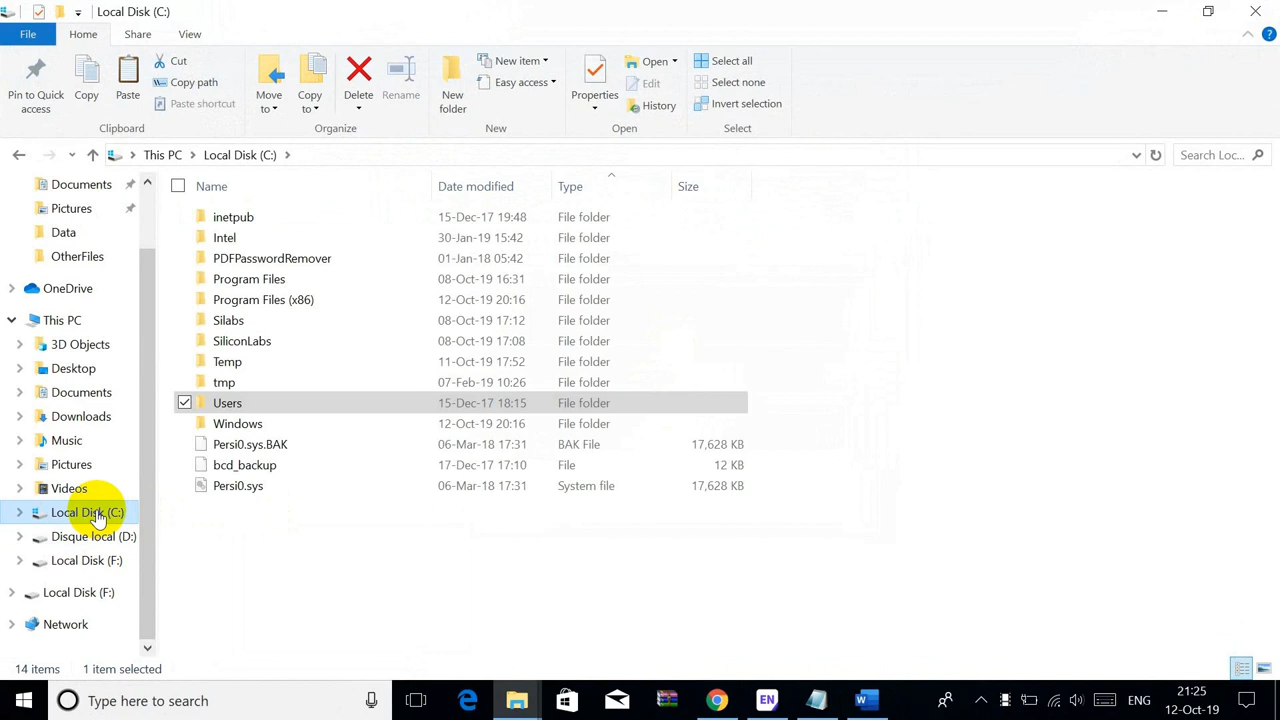 Local Disk (C:)
File Home Share View
Pin to Quick access
Copy
Paste
Cut
Copy path
Paste shortcut
Clipboard
Move to
Copy to
Delete
Rename
Organize
New folder
New item
Easy access
New
Properties
Open
Edit
History
Open
Select all
Select none
Invert selection
Select
This PC Local Disk (C:)
Search Loc...
Documents
Pictures
Data
OtherFiles
OneDrive
This PC
3D Objects
Desktop
Documents
Downloads
Music
Pictures
Videos
Local Disk (C:)
Disque local (D:)
Local Disk (F:)
Local Disk (F:)
Network
Name Date modified Type Size
inetpub 15-Dec-17 19:48 File folder
Intel 30-Jan-19 15:42 File folder
PDFPasswordRemover 01-Jan-18 05:42 File folder
Program Files 08-Oct-19 16:31 File folder
Program Files (x86) 12-Oct-19 20:16 File folder
Silabs 08-Oct-19 17:12 File folder
SiliconLabs 08-Oct-19 17:08 File folder
Temp 11-Oct-19 17:52 File folder
tmp 07-Feb-19 10:26 File folder
Users 15-Dec-17 18:15 File folder
Windows 12-Oct-19 20:16 File folder
Persi0.sys.BAK 06-Mar-18 17:31 BAK File 17,628 KB
bcd_backup 17-Dec-17 17:10 File 12 KB
Persi0.sys 06-Mar-18 17:31 System file 17,628 KB
14 items 1 item selected
Type here to search
EN
ENG
21:25
12-Oct-19